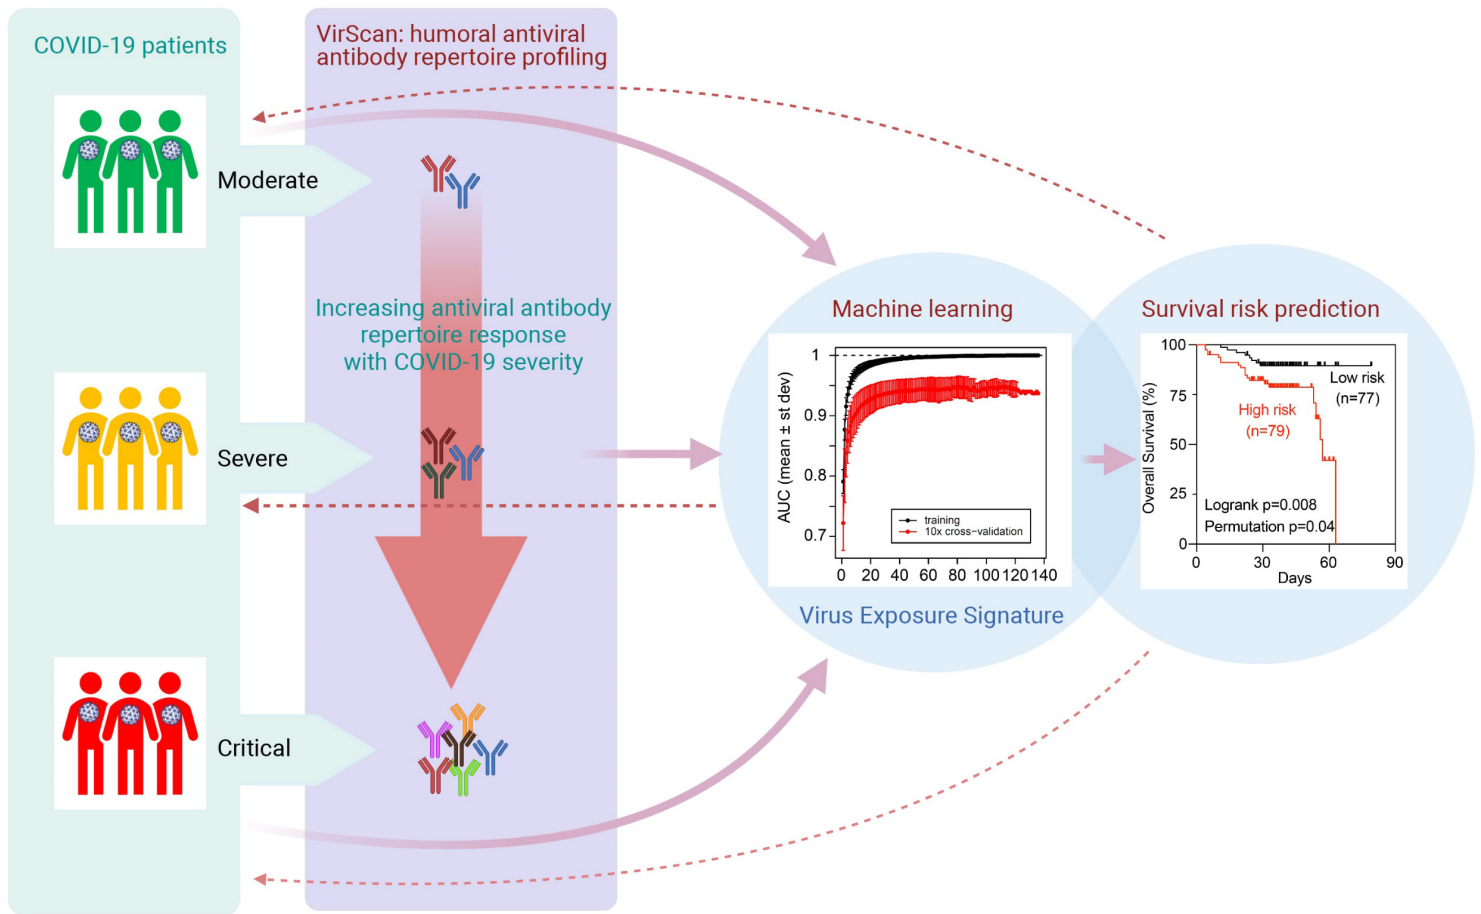 COVID-19 patients
VirScan: humoral antiviral
antibody repertoire profiling
Moderate
Increasing antiviral antibody
repertoire response
with COVID-19 severity
Severe
Critical
Machine learning
AUC (mean ± st dev)
1
0.9
0.8
0.7
training
10x cross-validation
0 20 40 60 80 100 120 140
Virus Exposure Signature
Survival risk prediction
Overall Survival (%)
100
75
50
25
0
Low risk
(n=77)
High risk
(n=79)
Logrank p=0.008
Permutation p=0.04
0 30 60 90
Days